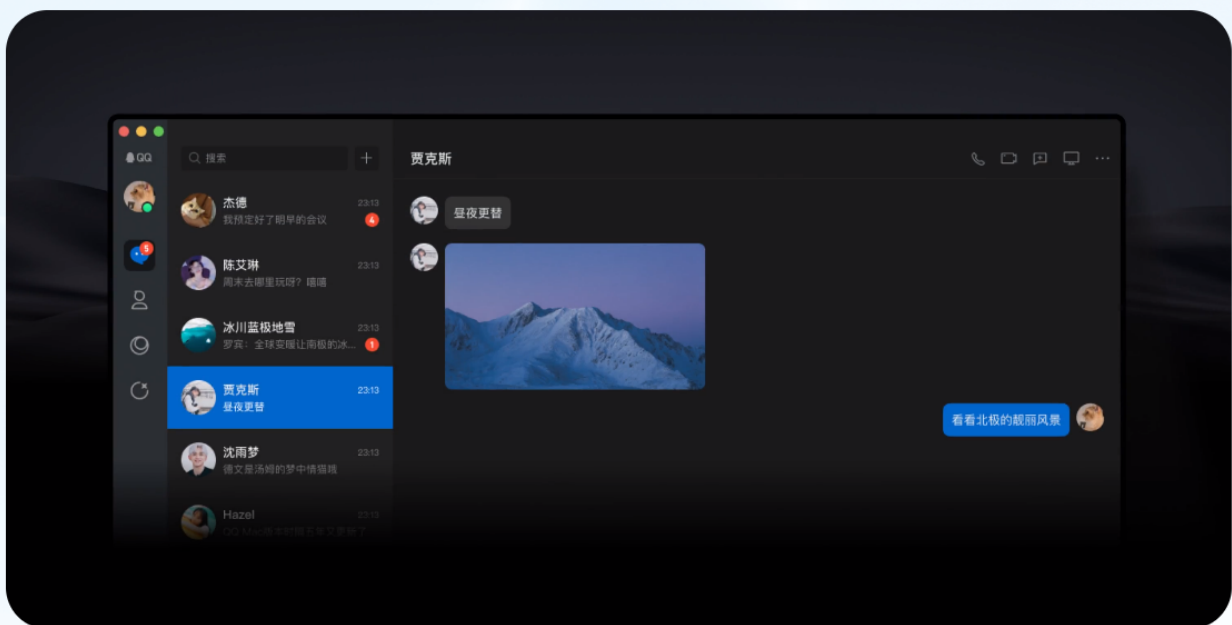 QQ
搜索
杰德
23:13
我预定好了明早的会议
4
5
陈艾琳
23:13
周末去哪里玩呀？嘻嘻
冰川蓝极地雪
23:13
罗宾：全球变暖让南极的冰...
1
贾克斯
23:13
昼夜更替
沈雨梦
23:13
德文是汤姆的梦中情猫哦
Hazel
23:13
贾克斯
昼夜更替
看看北极的靓丽风景